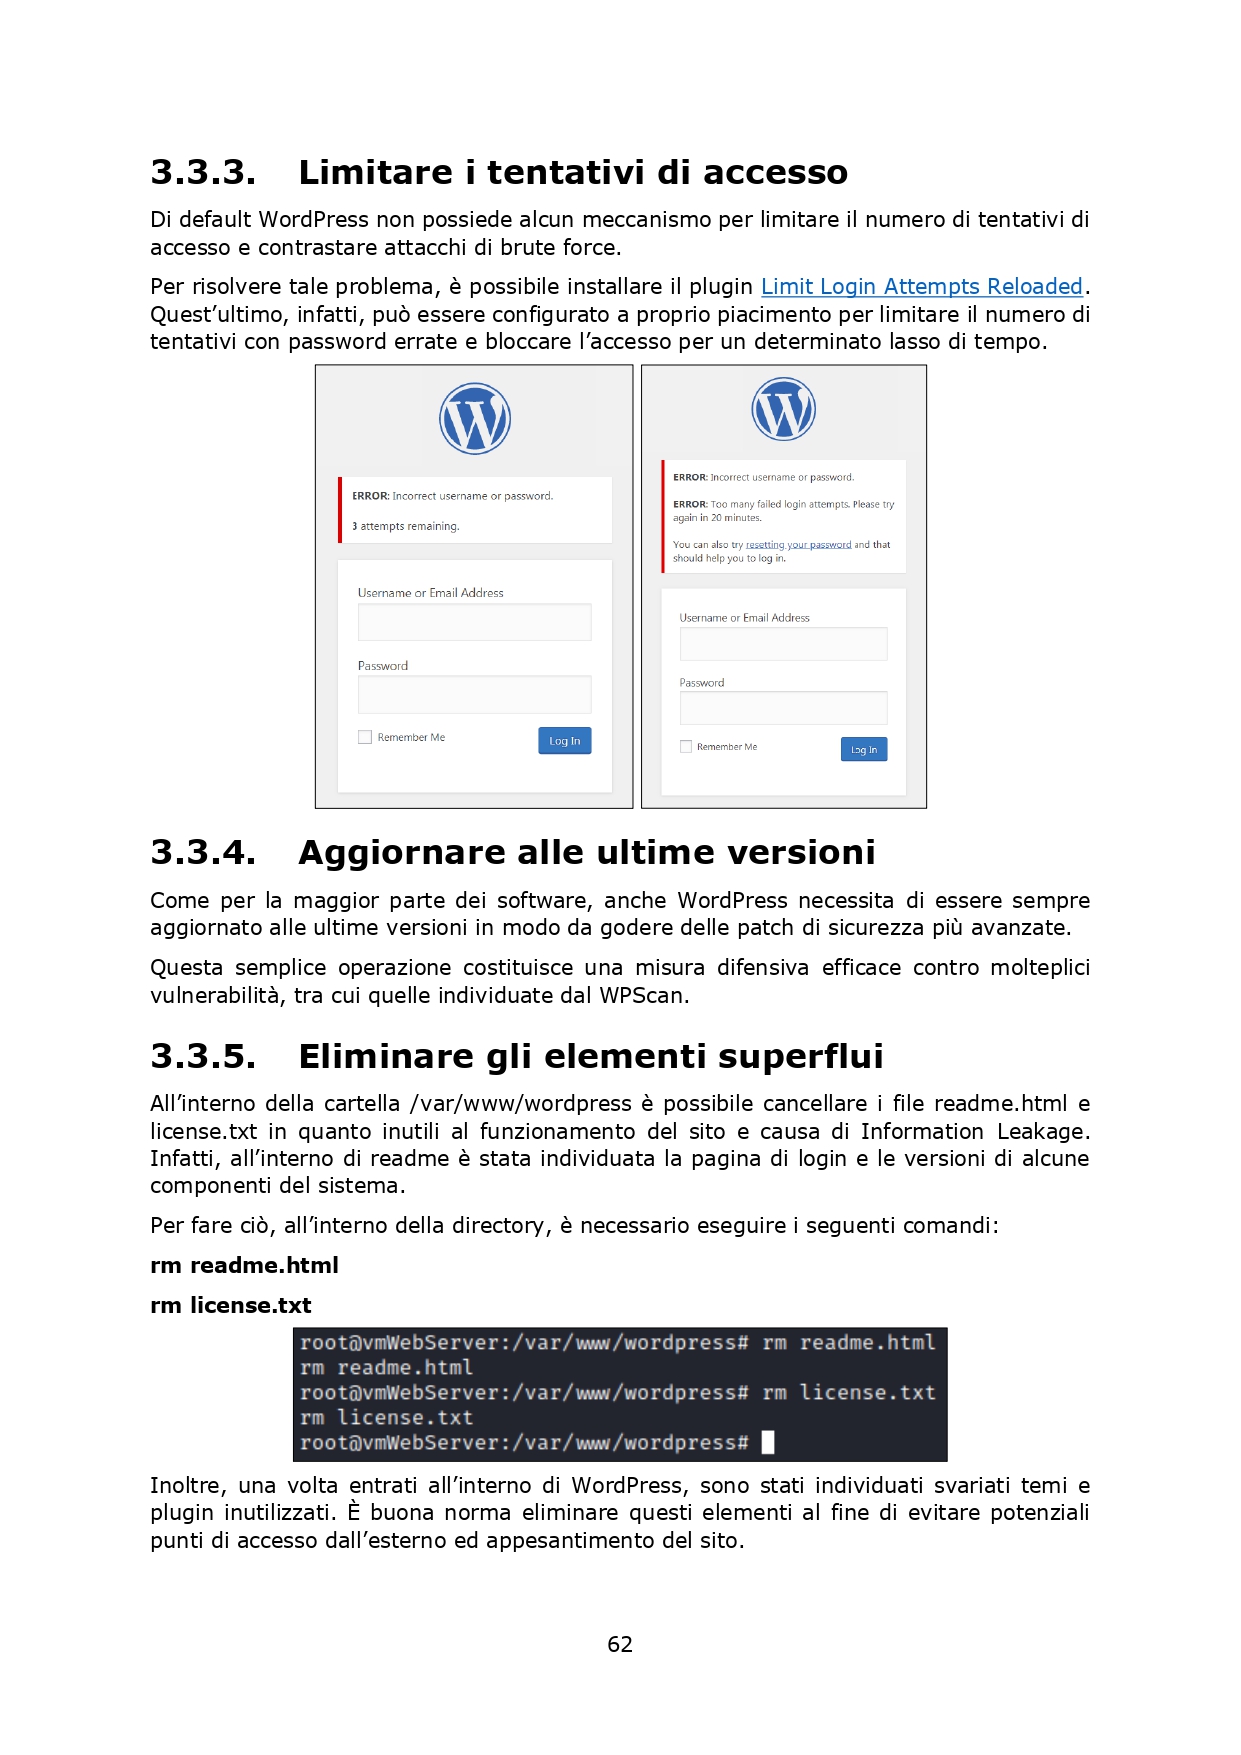 3.3.3. Limitare i tentativi di accesso
Di default WordPress non possiede alcun meccanismo per limitare il numero di tentativi di
accesso e contrastare attacchi di brute force.
Per risolvere tale problema, è possibile installare il plugin Limit Login Attempts Reloaded.
Quest’ultimo, infatti, può essere configurato a proprio piacimento per limitare il numero di
tentativi con password errate e bloccare l’accesso per un determinato lasso di tempo.
ERROR: Incorrect username or password.
3 attempts remaining.
Username or Email Address
Password
Remember Me
Log In
ERROR: Incorrect username or password.
ERROR: Too many failed login attempts. Please try
again in 20 minutes.
You can also try resetting your password and that
should help you to log in.
Username or Email Address
Password
Remember Me
Log In
3.3.4. Aggiornare alle ultime versioni
Come per la maggior parte dei software, anche WordPress necessita di essere sempre
aggiornato alle ultime versioni in modo da godere delle patch di sicurezza più avanzate.
Questa semplice operazione costituisce una misura difensiva efficace contro molteplici
vulnerabilità, tra cui quelle individuate dal WPScan.
3.3.5. Eliminare gli elementi superflui
All’interno della cartella /var/www/wordpress è possibile cancellare i file readme.html e
license.txt in quanto inutili al funzionamento del sito e causa di Information Leakage.
Infatti, all’interno di readme è stata individuata la pagina di login e le versioni di alcune
componenti del sistema.
Per fare ciò, all’interno della directory, è necessario eseguire i seguenti comandi:
rm readme.html
rm license.txt
root@vmWebServer:/var/www/wordpress# rm readme.html
rm readme.html
root@vmWebServer:/var/www/wordpress# rm license.txt
rm license.txt
root@vmWebServer:/var/www/wordpress#
Inoltre, una volta entrati all’interno di WordPress, sono stati individuati svariati temi e
plugin inutilizzati. È buona norma eliminare questi elementi al fine di evitare potenziali
punti di accesso dall’esterno ed appesantimento del sito.
62